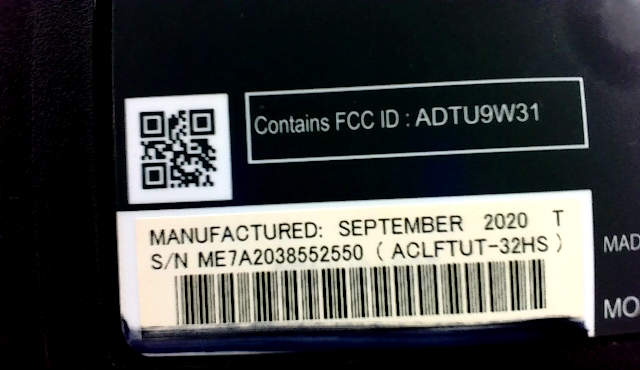 Contains FCC ID : ADTU9W31
MANUFACTURED: SEPTEMBER 2020 T
S/N ME7A2038552550 ( ACLFTUT-32HS )
MAD
MO